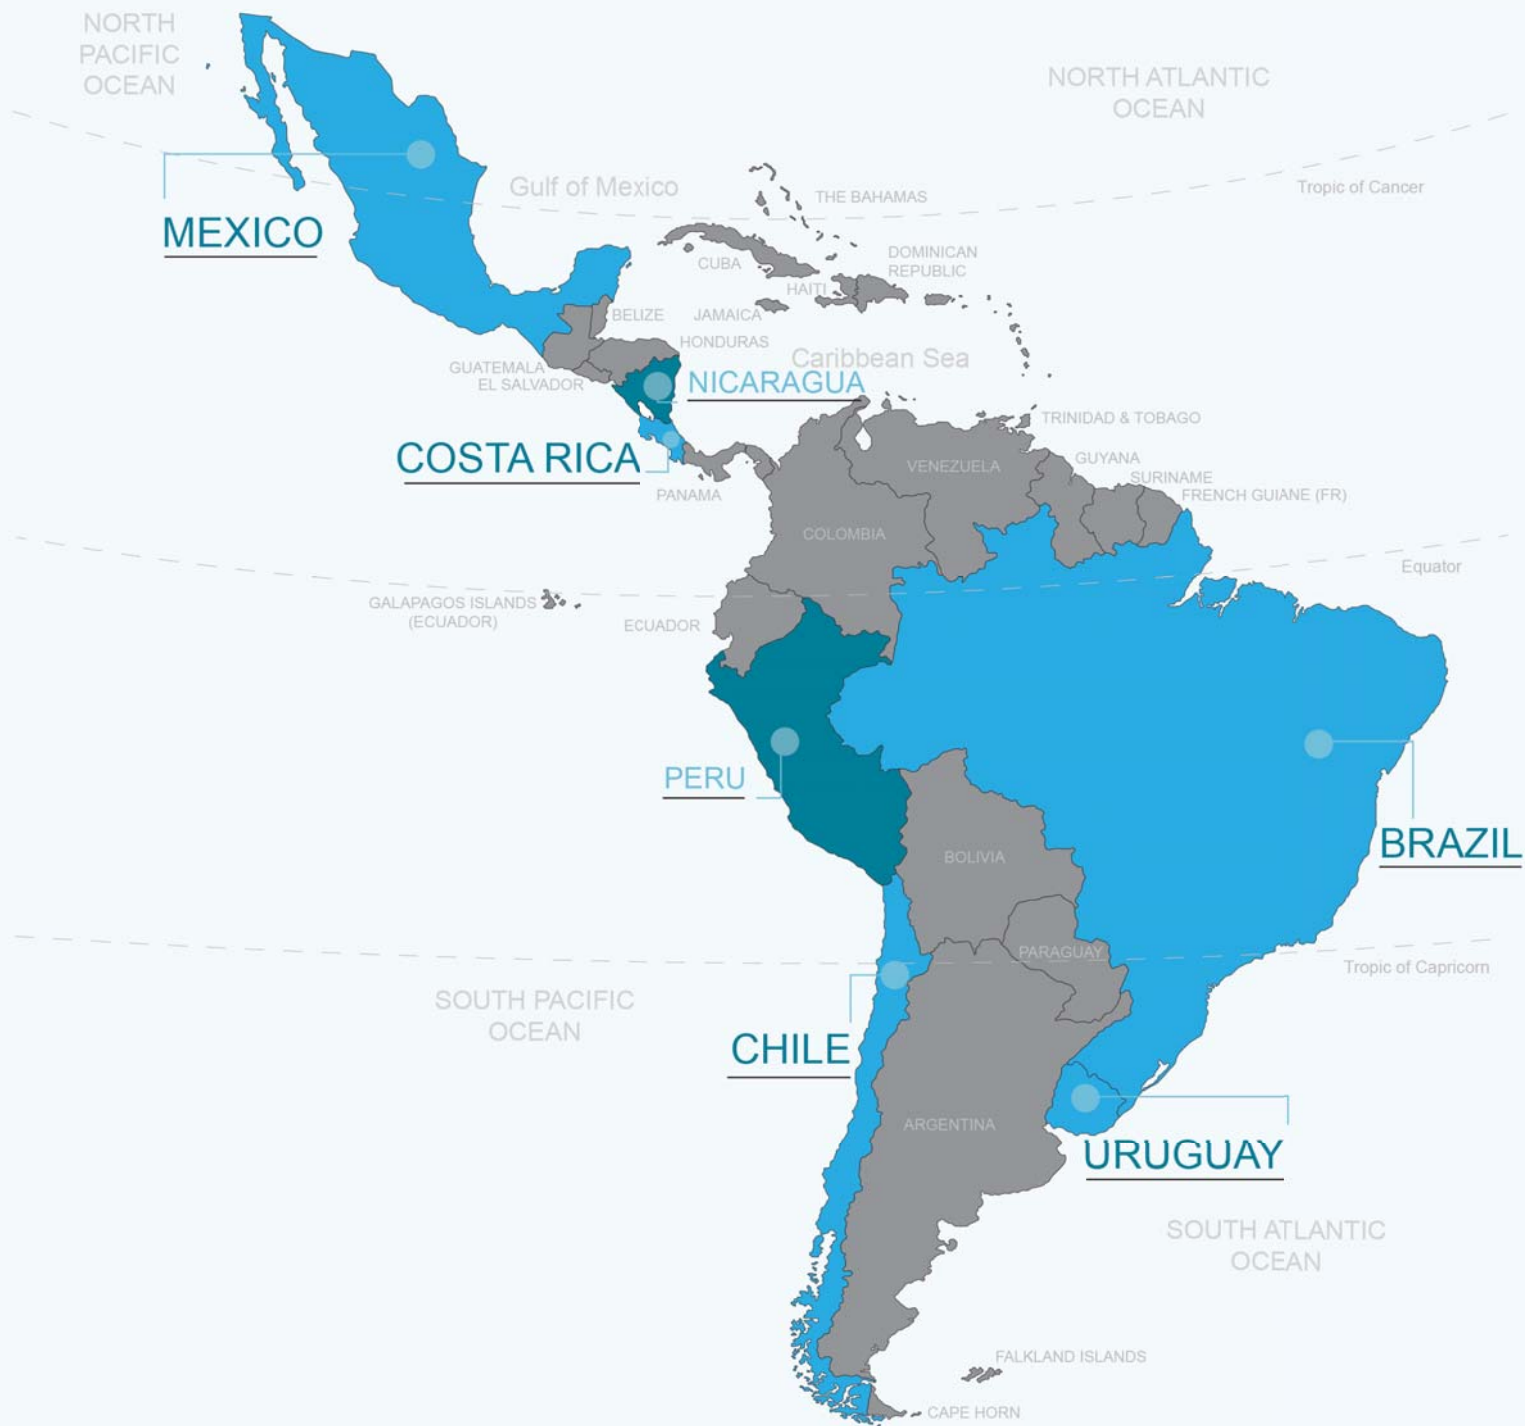 NORTH
PACIFIC
OCEAN
NORTH ATLANTIC
OCEAN
Gulf of Mexico
Tropic of Cancer
THE BAHAMAS
MEXICO
CUBA
DOMINICAN
REPUBLIC
HAITI
BELIZE
JAMAICA
HONDURAS
Caribbean Sea
GUATEMALA
EL SALVADOR
NICARAGUA
TRINIDAD & TOBAGO
COSTA RICA
GUYANA
VENEZUELA
SURINAME
PANAMA
FRENCH GUIANE (FR)
COLOMBIA
Equator
GALAPAGOS ISLANDS
(ECUADOR)
ECUADOR
PERU
BRAZIL
BOLIVIA
PARAGUAY
Tropic of Capricorn
SOUTH PACIFIC
OCEAN
CHILE
ARGENTINA
URUGUAY
SOUTH ATLANTIC
OCEAN
FALKLAND ISLANDS
CAPE HORN